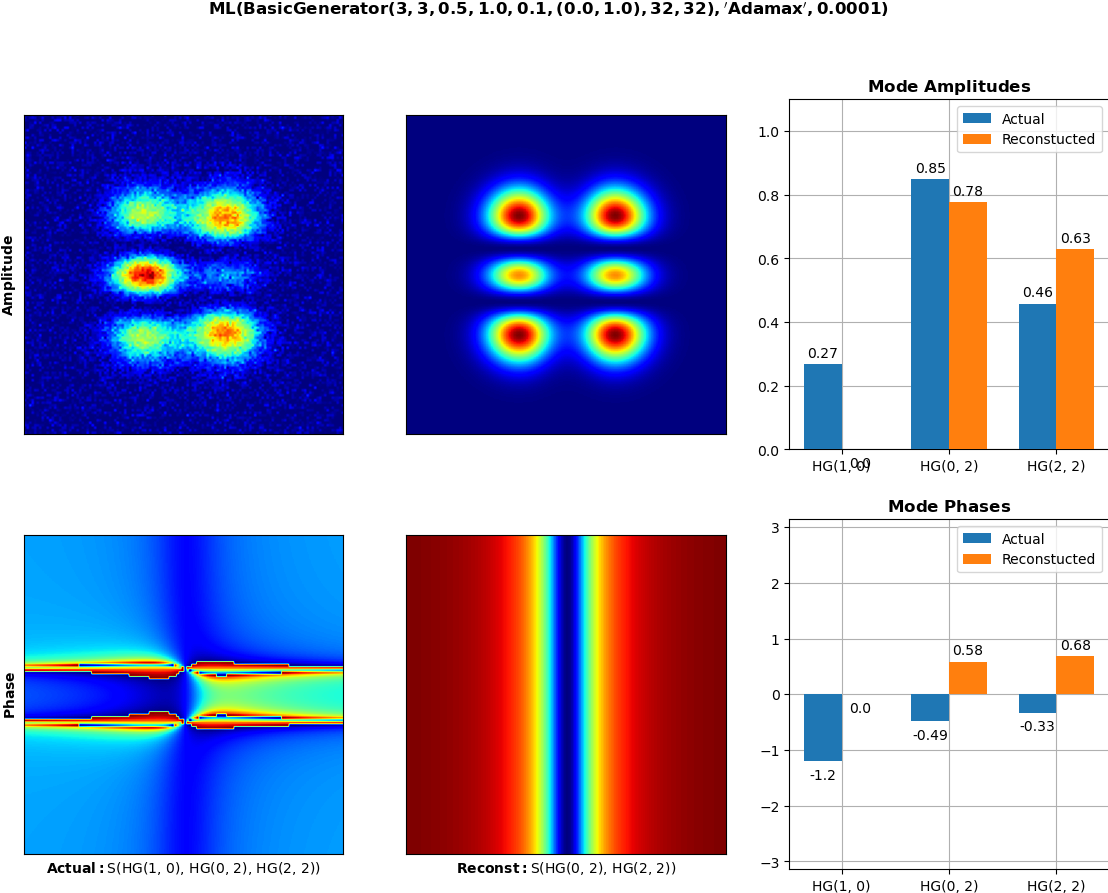 ML(BasicGenerator(3, 3, 0.5, 1.0, 0.1, (0.0, 1.0), 32, 32), 'Adamax', 0.0001)
Amplitude
Mode Amplitudes
Actual
Reconstucted
1.0
0.8
0.6
0.4
0.2
0.0
0.27
0.0
0.85
0.78
0.46
0.63
HG(1, 0)
HG(0, 2)
HG(2, 2)
Phase
Actual: S(HG(1, 0), HG(0, 2), HG(2, 2))
Reconst: S(HG(0, 2), HG(2, 2))
Mode Phases
Actual
Reconstucted
3
2
1
0
−1
−2
−3
-1.2
0.0
-0.49
0.58
-0.33
0.68
HG(1, 0)
HG(0, 2)
HG(2, 2)